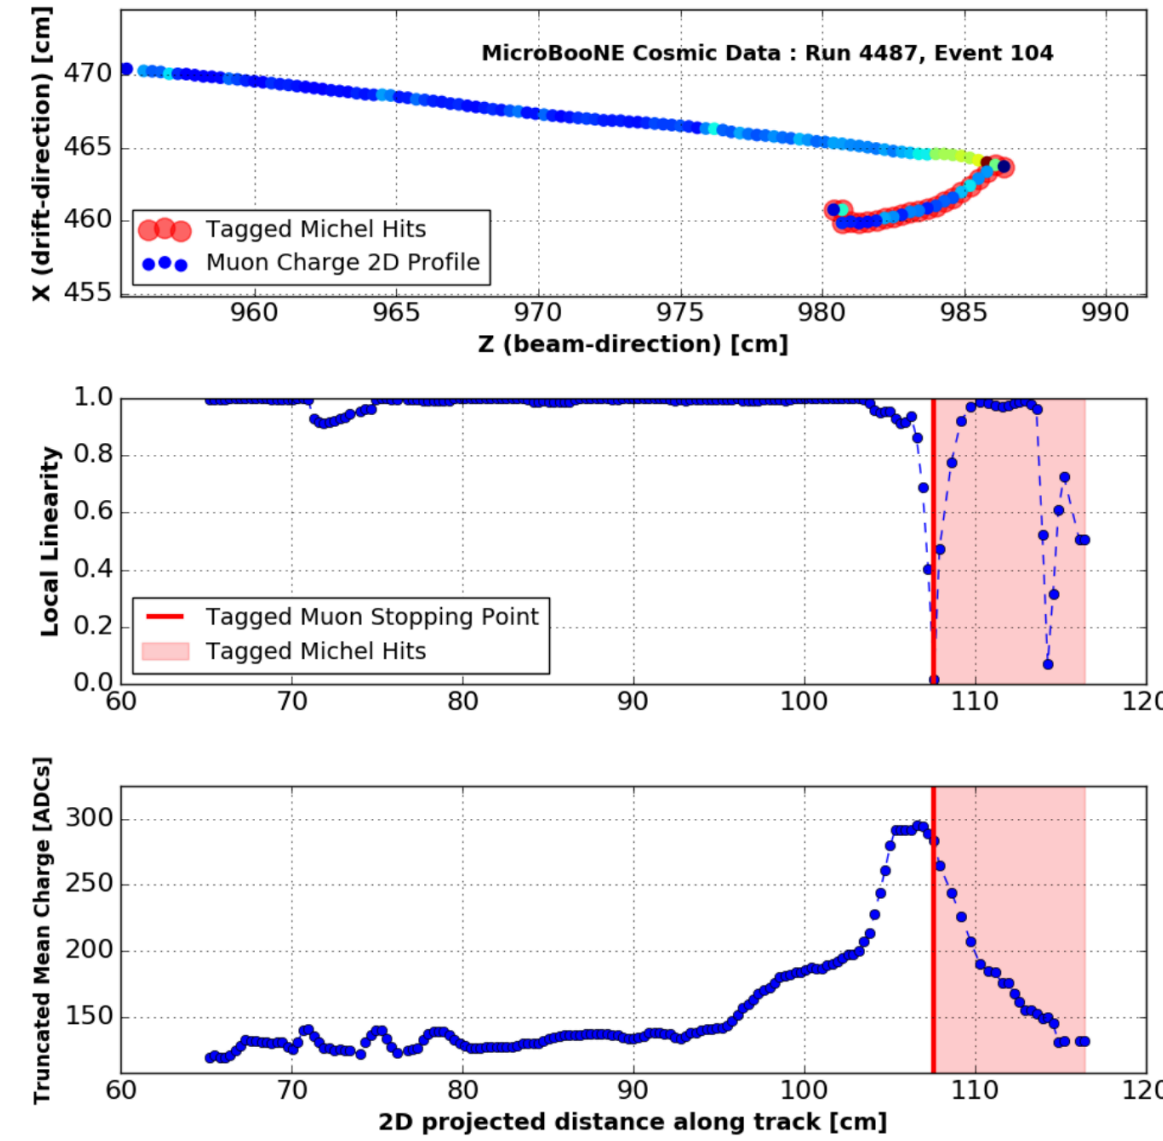 X (drift-direction) [cm]
470
465
460
455
MicroBooNE Cosmic Data : Run 4487, Event 104
Tagged Michel Hits
Muon Charge 2D Profile
960 965 970 975 980 985 990
Z (beam-direction) [cm]
Local Linearity
1.0
0.8
0.6
0.4
0.2
0.0
Tagged Muon Stopping Point
Tagged Michel Hits
60 70 80 90 100 110 120
Truncated Mean Charge [ADCs]
300
250
200
150
60 70 80 90 100 110 120
2D projected distance along track [cm]